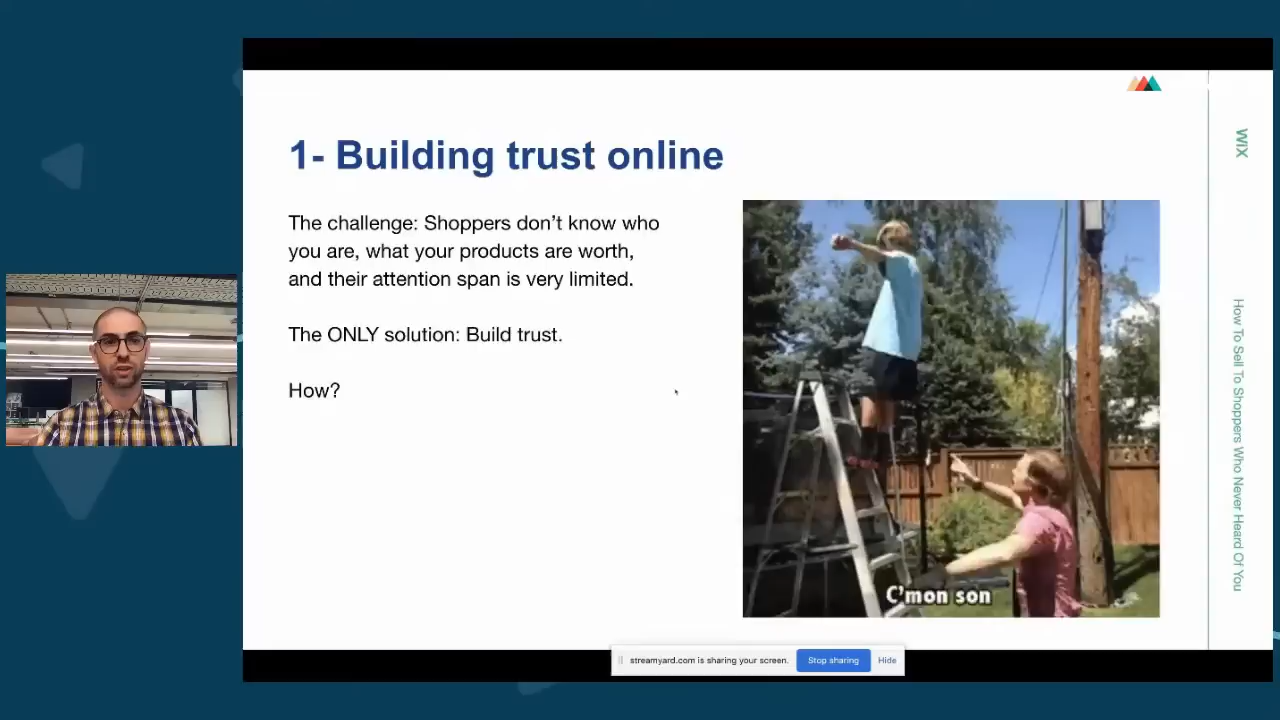 1- Building trust online
The challenge: Shoppers don't know who
you are, what your products are worth,
and their attention span is very limited.
The ONLY solution: Build trust.
How?
C'mon son
WIX
How To Sell To Shoppers Who Never Heard Of You
streamyard.com is sharing your screen.
Stop sharing
Hide